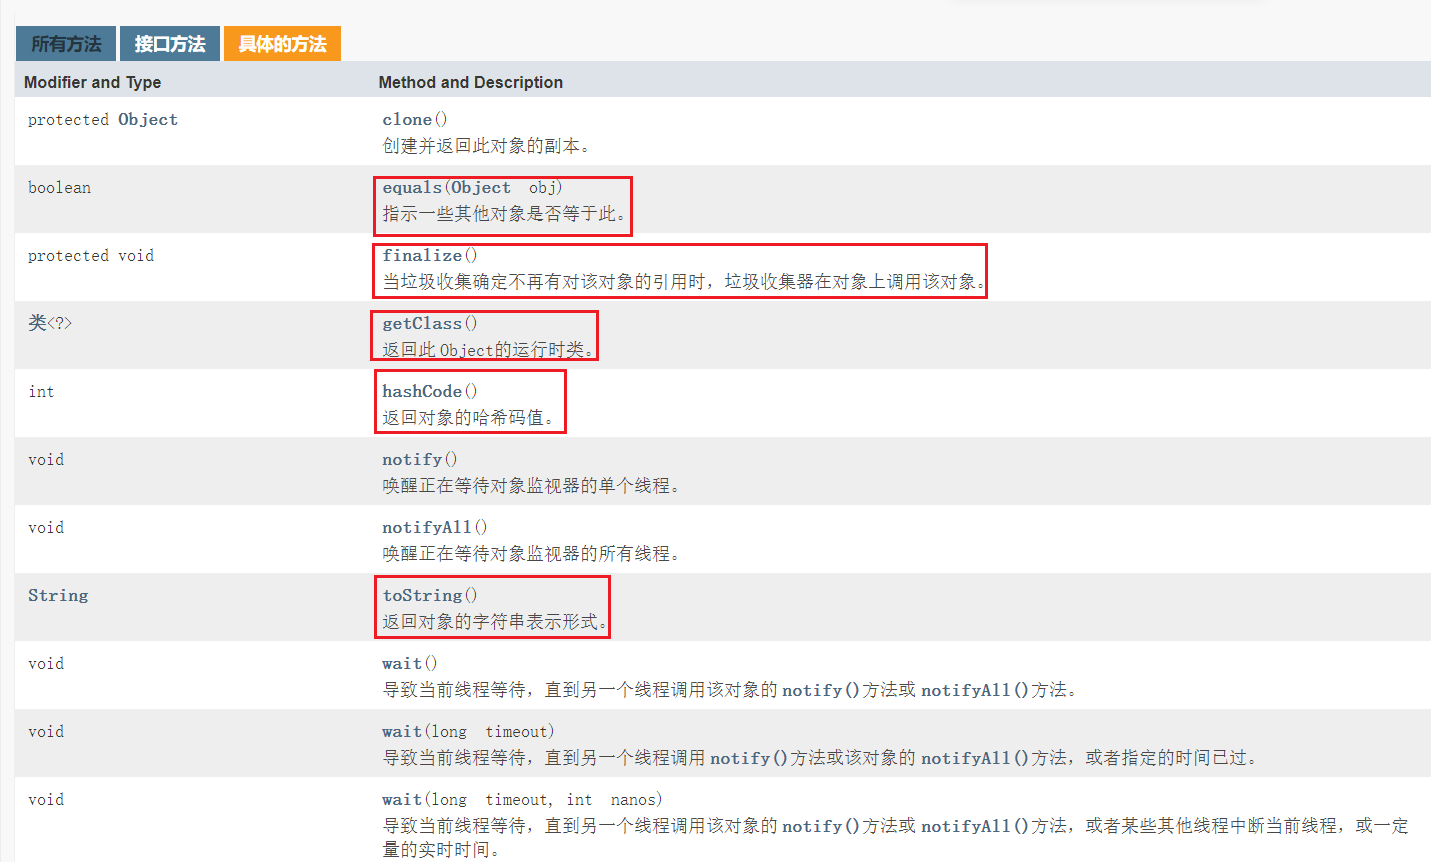 所有方法 接口方法 具体的方法
Modifier and Type Method and Description
protected Object clone()
创建并返回此对象的副本。
boolean equals(Object obj)
指示一些其他对象是否等于此。
protected void finalize()
当垃圾收集确定不再有对该对象的引用时，垃圾收集器在对象上调用该对象。
类<?> getClass()
返回此 Object的运行时类。
int hashCode()
返回对象的哈希码值。
void notify()
唤醒正在等待对象监视器的单个线程。
void notifyAll()
唤醒正在等待对象监视器的所有线程。
String toString()
返回对象的字符串表示形式。
void wait()
导致当前线程等待，直到另一个线程调用该对象的 notify()方法或 notifyAll()方法。
void wait(long timeout)
导致当前线程等待，直到另一个线程调用 notify()方法或该对象的 notifyAll()方法，或者指定的时间已过。
void wait(long timeout, int nanos)
导致当前线程等待，直到另一个线程调用该对象的 notify()方法或 notifyAll()方法，或者某些其他线程中断当前线程，或一定
量的实时时间。